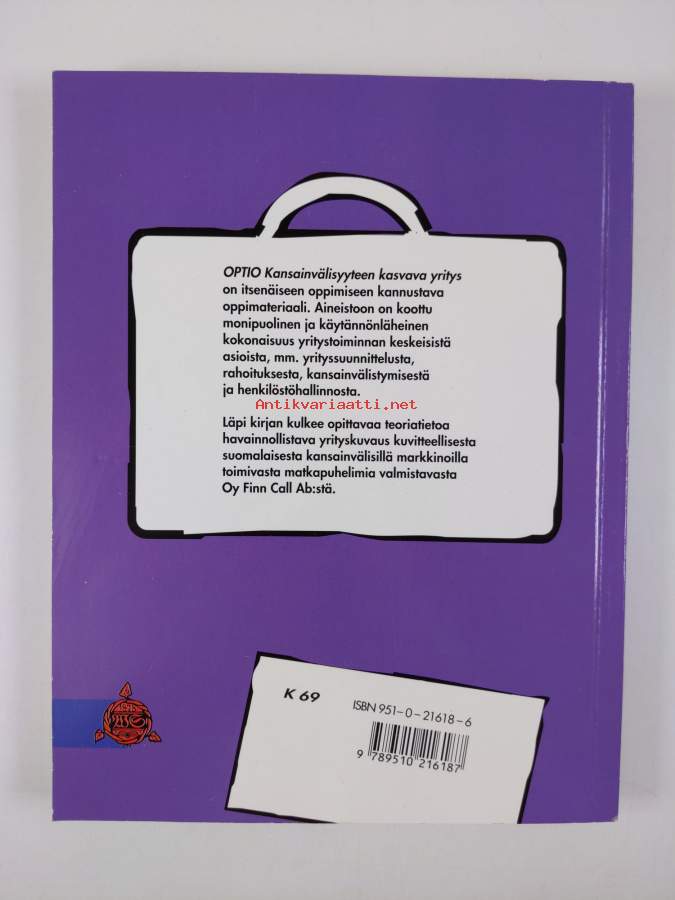 OPTIO Kansainvälisyyteen kasvava yritys
on itsenäiseen oppimiseen kannustava
oppimateriaali. Aineistoon on koottu
monipuolinen ja käytännönläheinen
kokonaisuus yritystoiminnan keskeisistä
asioista, mm. yrityssuunnittelusta,
rahoituksesta, kansainvälistymisestä
ja henkilöstöhallinnosta.
Antikvariaatti.net
Läpi kirjan kulkee opittavaa teoriatietoa
havainnollistava yrityskuvaus kuvitteellisesta
suomalaisesta kansainvälisillä markkinoilla
toimivasta matkapuhelimia valmistavasta
Oy Finn Call Ab:stä.
K 69
ISBN 951-0-21618-6
9 789510 216187
WS